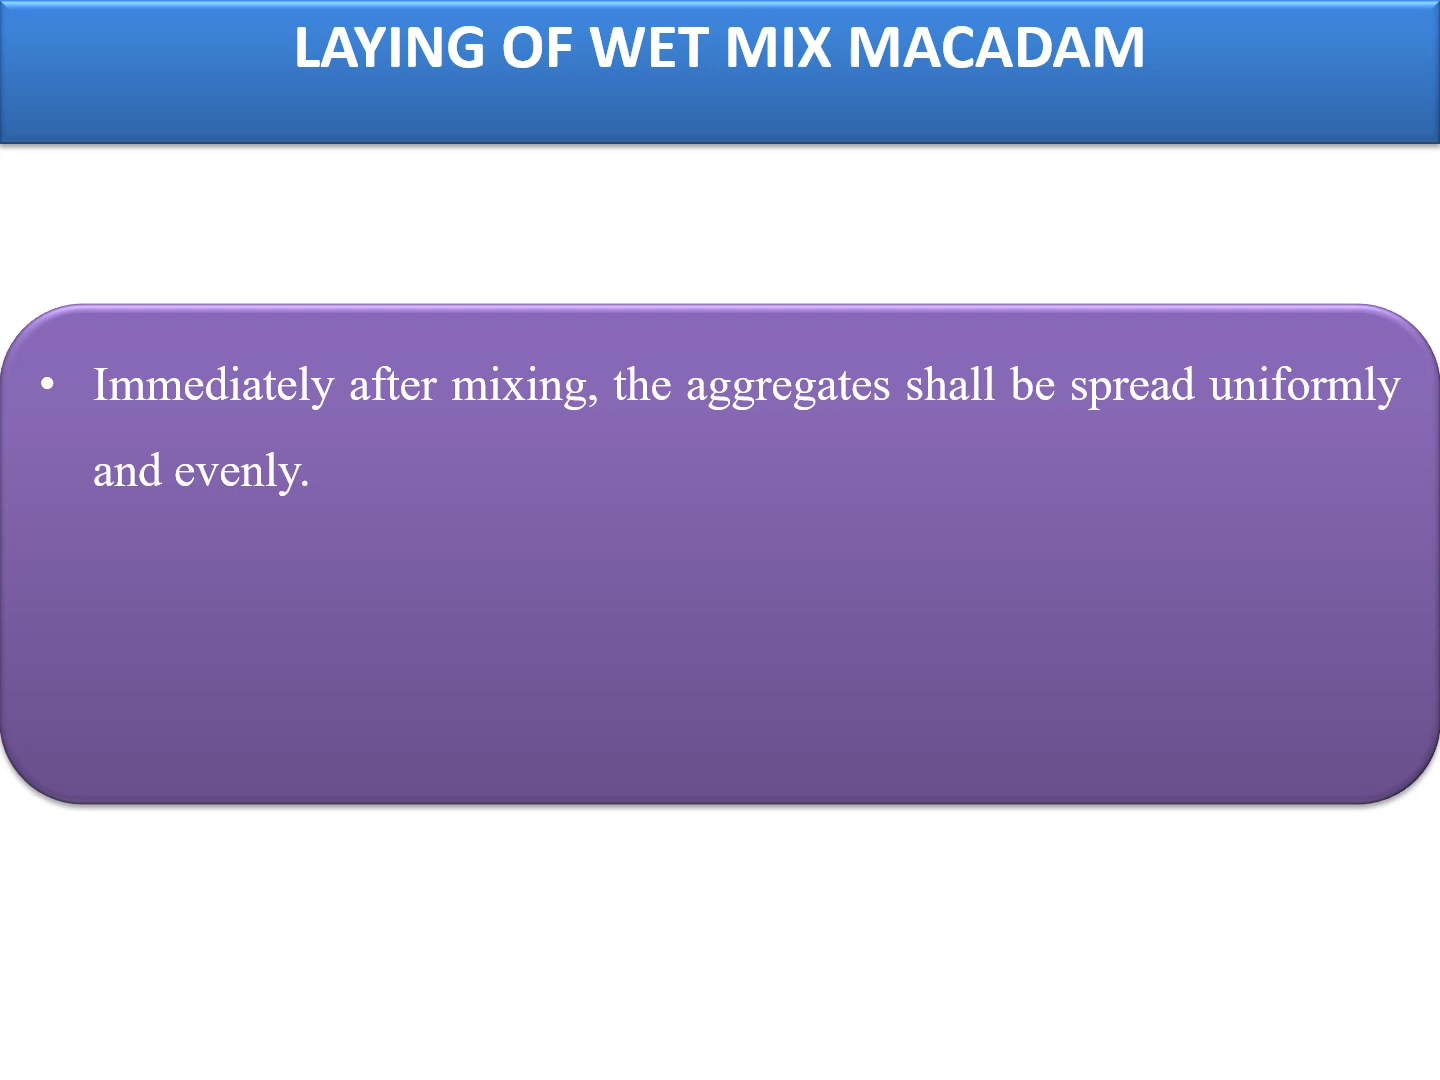 LAYING OF WET MIX MACADAM
• Immediately after mixing, the aggregates shall be spread uniformly
and evenly.